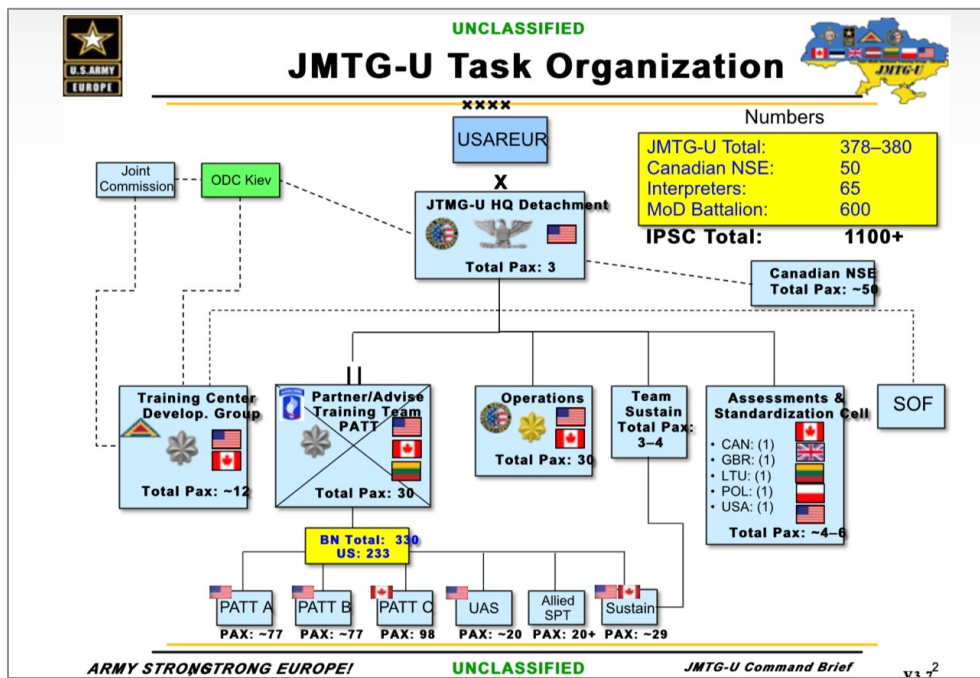 UNCLASSIFIED
U.S.ARMY
EUROPE
JMTG-U Task Organization
JMTG-U
xxxx
USAREUR
Numbers
JMTG-U Total: 378–380
Canadian NSE: 50
Interpreters: 65
MoD Battalion: 600
IPSC Total: 1100+
Joint
Commission
ODC Kiev
X
JTMG-U HQ Detachment
Total Pax: 3
Canadian NSE
Total Pax: ~50
Training Center
Develop. Group
Total Pax: ~12
Partner/Advise
Training Team
PATT
Total Pax: 30
Operations
Total Pax: 30
Team
Sustain
Total Pax:
3–4
Assessments &
Standardization Cell
• CAN: (1)
• GBR: (1)
• LTU: (1)
• POL: (1)
• USA: (1)
Total Pax: ~4–6
SOF
BN Total: 330
US: 233
PATT A
PAX: ~77
PATT B
PAX: ~77
PATT C
PAX: 98
UAS
PAX: ~20
Allied
SPT
PAX: 20+
Sustain
PAX: ~29
ARMY STRONG STRONG EUROPE!
UNCLASSIFIED
JMTG-U Command Brief
V3.7
2